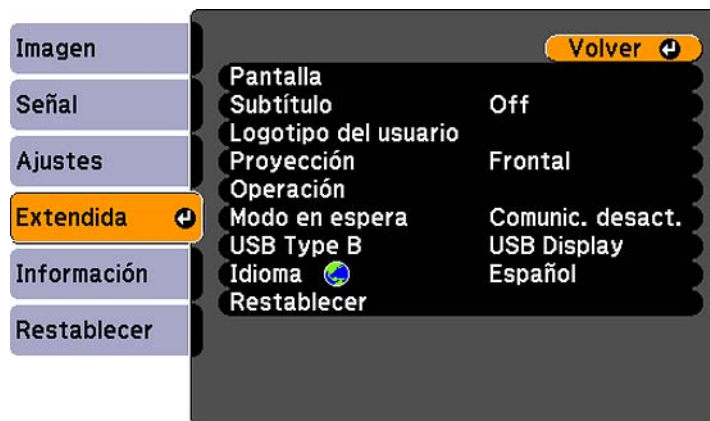 Imagen
Señal
Ajustes
Extendida
Información
Restablecer
Volver
Pantalla
Subtítulo Off
Logotipo del usuario
Proyección Frontal
Operación
Modo en espera Comunic. desact.
USB Type B USB Display
Idioma Español
Restablecer